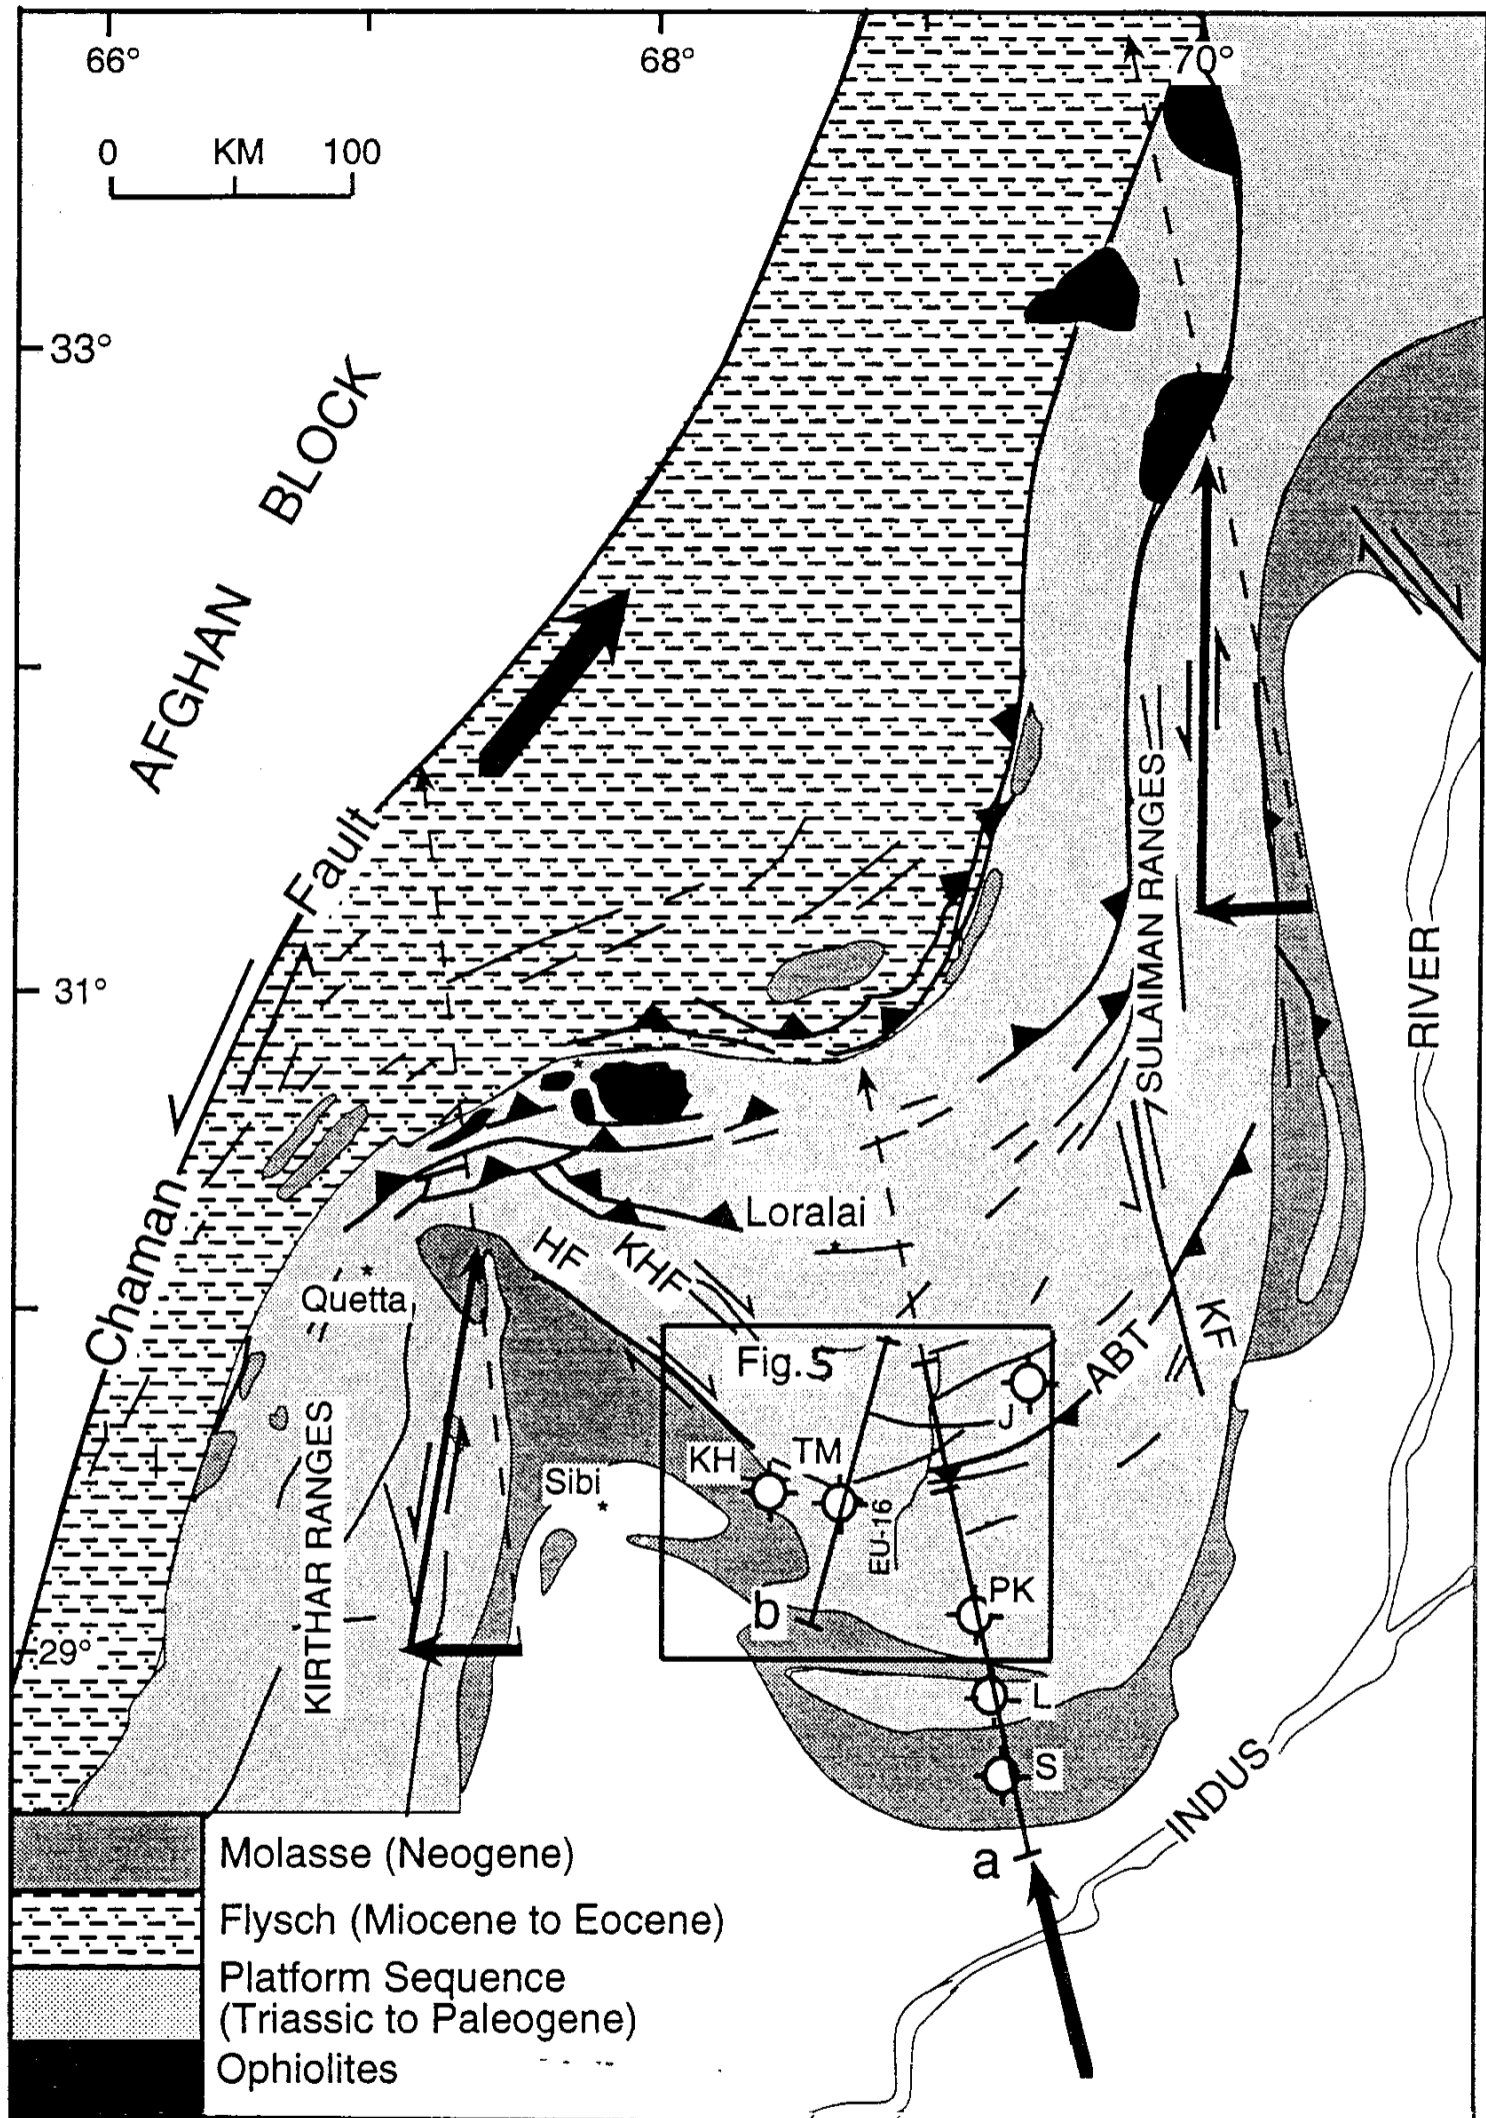 66°
68°
70°
0 KM 100
33°
AFGHAN BLOCK
Chaman Fault
31°
SULAIMAN RANGES
RIVER
Loralai
HF
KHF
Quetta
KF
Fig.5
ABT
J
KH
TM
Sibi
EU-16
KIRTHAR RANGES
PK
b
29°
L
S
INDUS
a
Molasse (Neogene)
Flysch (Miocene to Eocene)
Platform Sequence
(Triassic to Paleogene)
Ophiolites